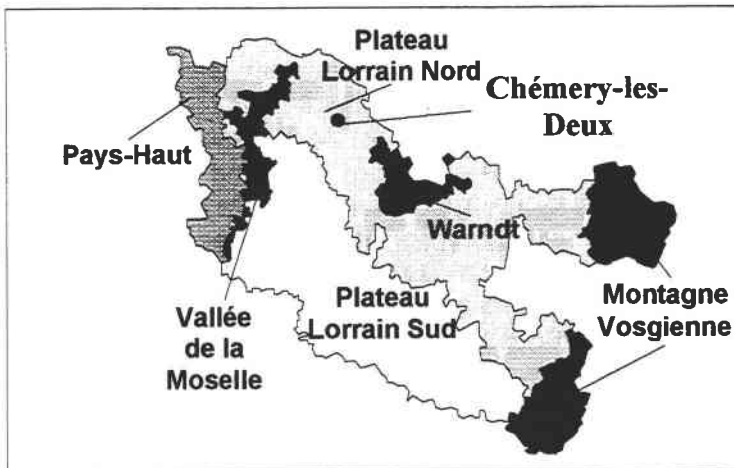 Plateau
Lorrain Nord
Chémery-les-
Deux
Pays-Haut
Warndt
Plateau
Lorrain Sud
Vallée
de la
Moselle
Montagne
Vosgienne